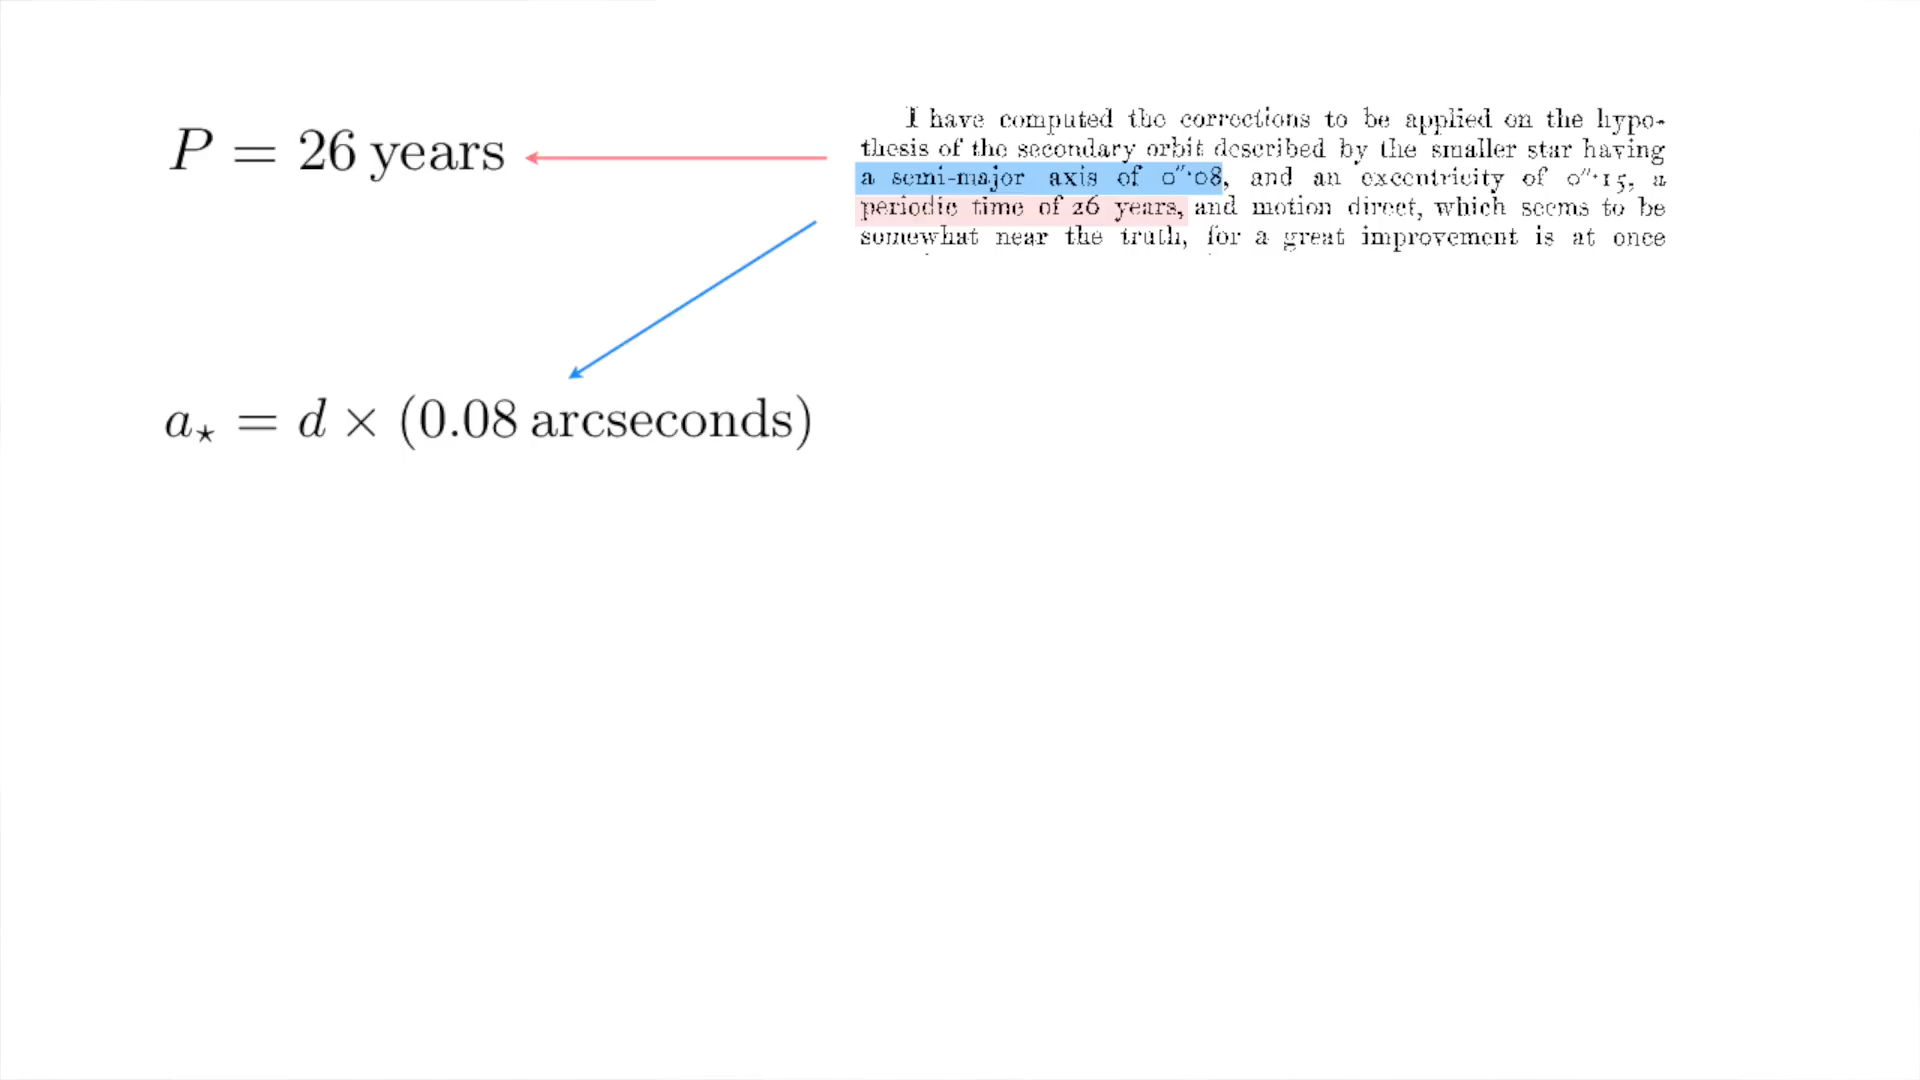 P = 26 years
I have computed the corrections to be applied on the hypo-
thesis of the secondary orbit described by the smaller star having
a semi-major axis of 0″·08, and an excentricity of 0″·15, a
periodic time of 26 years, and motion direct, which seems to be
somewhat near the truth, for a great improvement is at once
a⋆ = d × (0.08 arcseconds)